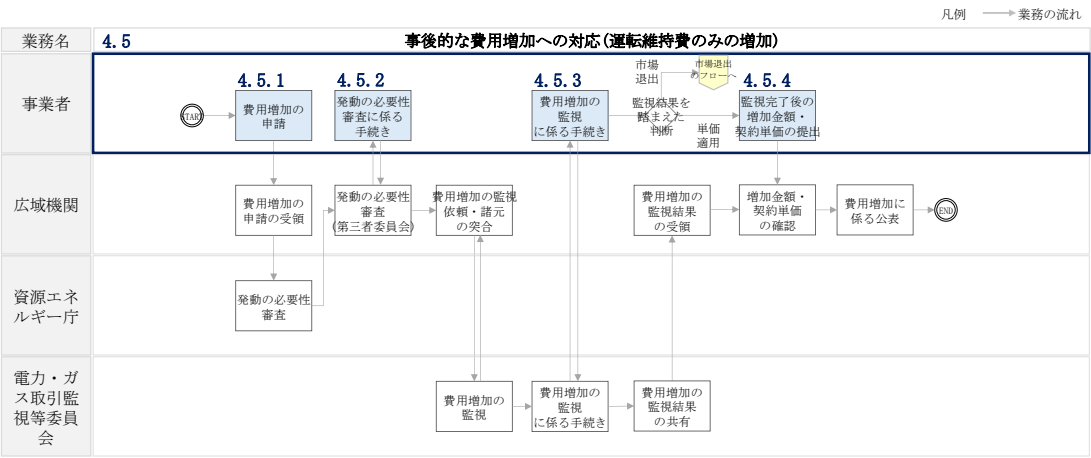 凡例 業務の流れ
業務名
4.5
事後的な費用増加への対応(運転維持費のみの増加)
事業者
START
4.5.1
費用増加の
申請
4.5.2
発動の必要性
審査に係る
手続き
4.5.3
費用増加の
監視
に係る手続き
監視結果を
踏まえた
判断
市場
退出
市場退出
のフローへ
単価
適用
4.5.4
監視完了後の
増加金額・
契約単価の提出
広域機関
費用増加の
申請の受領
発動の必要性
審査
(第三者委員会)
費用増加の監視
依頼・諸元
の突合
費用増加の
監視結果
の受領
増加金額・
契約単価
の確認
費用増加に
係る公表
END
資源エネ
ルギー庁
発動の必要性
審査
電力・ガ
ス取引監
視等委員
会
費用増加の
監視
費用増加の
監視
に係る手続き
費用増加の
監視結果
の共有